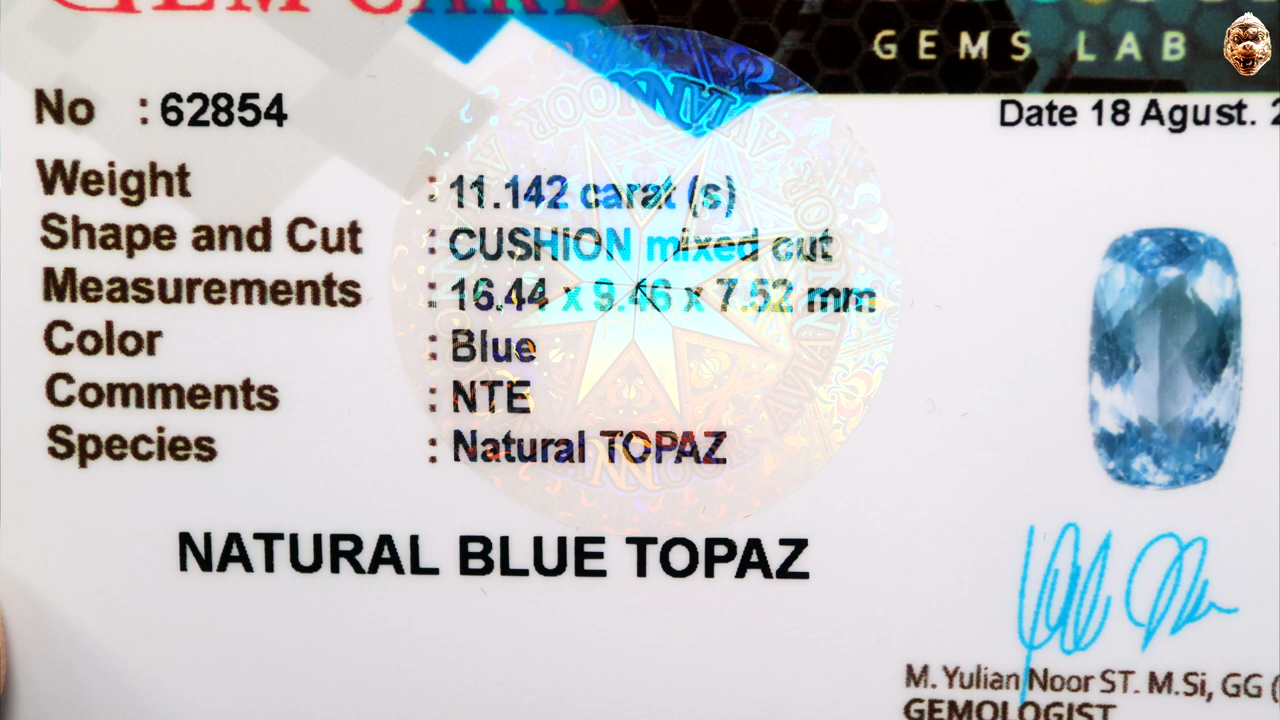 GEM CARD
GEMS LAB
No : 62854
Date 18 Agust.
Weight : 11.142 carat (s)
Shape and Cut : CUSHION mixed cut
Measurements : 16.44 x 9.46 x 7.52 mm
Color : Blue
Comments : NTE
Species : Natural TOPAZ
NATURAL BLUE TOPAZ
M. Yulian Noor ST. M.Si, GG (
GEMOLOGIST